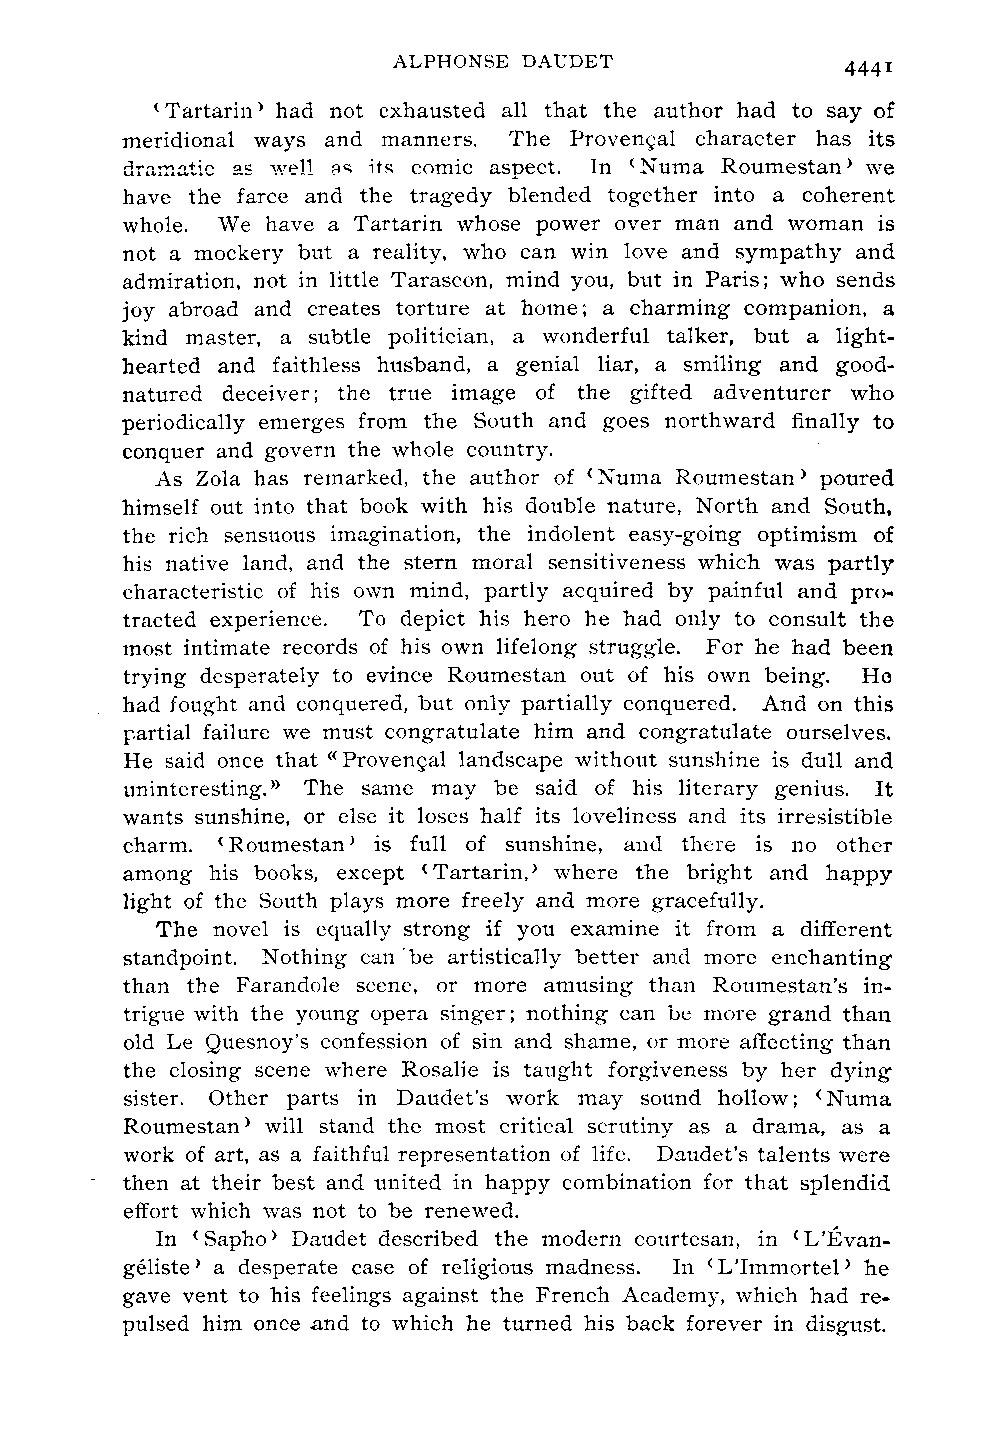 ALPHONSE DAUDET 4441
‘Tartarin’ had not exhausted all that the author had to say of
meridional ways and manners. The Provençal character has its
dramatic as well as its comic aspect. In ‘Numa Roumestan’ we
have the farce and the tragedy blended together into a coherent
whole. We have a Tartarin whose power over man and woman is
not a mockery but a reality, who can win love and sympathy and
admiration, not in little Tarascon, mind you, but in Paris; who sends
joy abroad and creates torture at home; a charming companion, a
kind master, a subtle politician, a wonderful talker, but a light-
hearted and faithless husband, a genial liar, a smiling and good-
natured deceiver; the true image of the gifted adventurer who
periodically emerges from the South and goes northward finally to
conquer and govern the whole country.
As Zola has remarked, the author of ‘Numa Roumestan’ poured
himself out into that book with his double nature, North and South,
the rich sensuous imagination, the indolent easy-going optimism of
his native land, and the stern moral sensitiveness which was partly
characteristic of his own mind, partly acquired by painful and pro-
tracted experience. To depict his hero he had only to consult the
most intimate records of his own lifelong struggle. For he had been
trying desperately to evince Roumestan out of his own being. He
had fought and conquered, but only partially conquered. And on this
partial failure we must congratulate him and congratulate ourselves.
He said once that “Provençal landscape without sunshine is dull and
uninteresting.” The same may be said of his literary genius. It
wants sunshine, or else it loses half its loveliness and its irresistible
charm. ‘Roumestan’ is full of sunshine, and there is no other
among his books, except ‘Tartarin,’ where the bright and happy
light of the South plays more freely and more gracefully.
The novel is equally strong if you examine it from a different
standpoint. Nothing can be artistically better and more enchanting
than the Farandole scene, or more amusing than Roumestan's in-
trigue with the young opera singer; nothing can be more grand than
old Le Quesnoy's confession of sin and shame, or more affecting than
the closing scene where Rosalie is taught forgiveness by her dying
sister. Other parts in Daudet's work may sound hollow; ‘Numa
Roumestan’ will stand the most critical scrutiny as a drama, as a
work of art, as a faithful representation of life. Daudet's talents were
then at their best and united in happy combination for that splendid
effort which was not to be renewed.
In ‘Sapho’ Daudet described the modern courtesan, in ‘L'Évan-
géliste’ a desperate case of religious madness. In ‘L'Immortel’ he
gave vent to his feelings against the French Academy, which had re-
pulsed him once and to which he turned his back forever in disgust.